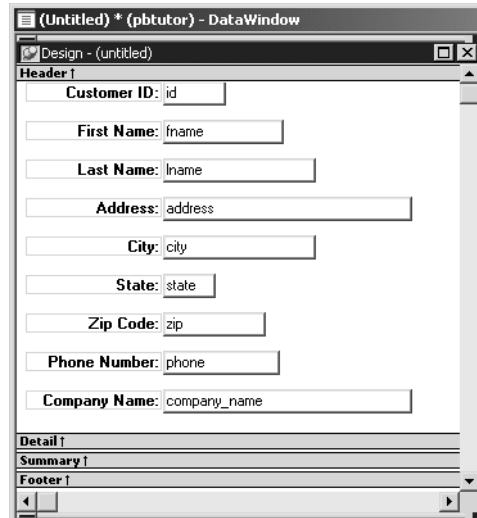 (Untitled) * (pbtutor) - DataWindow
Design - (untitled)
Header ↑
Customer ID: id
First Name: fname
Last Name: lname
Address: address
City: city
State: state
Zip Code: zip
Phone Number: phone
Company Name: company_name
Detail ↑
Summary ↑
Footer ↑